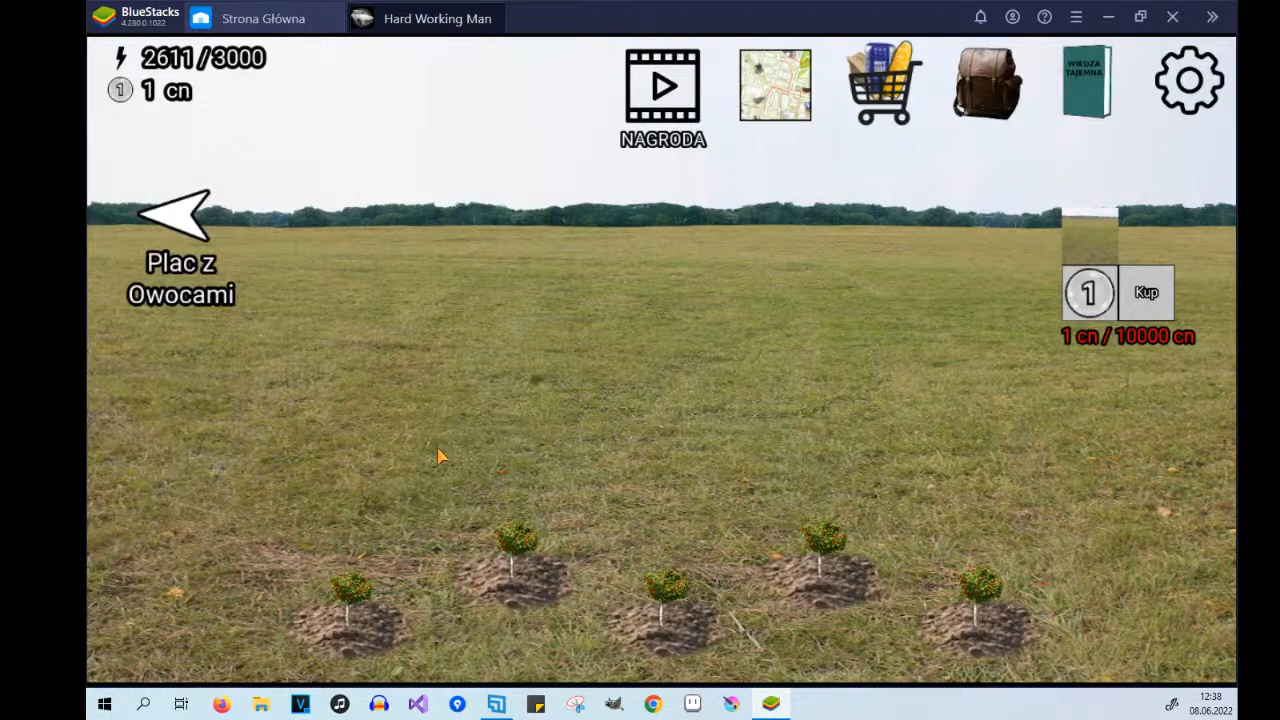 BlueStacks
4.280.0.1022
Strona Główna
Hard Working Man
2611 / 3000
1
1 cn
NAGRODA
WIEDZA
TAJEMNA
Plac z
Owocami
1
Kup
1 cn / 10000 cn
12:38
08.06.2022